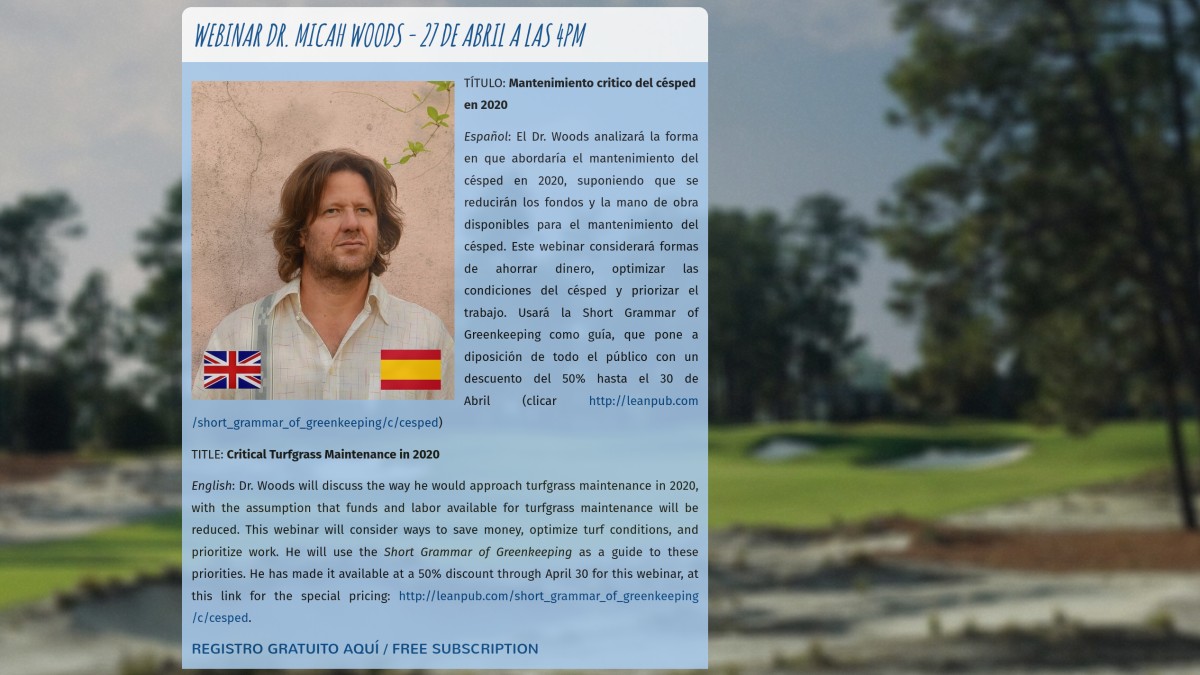 WEBINAR DR. MICAH WOODS - 27 DE ABRIL A LAS 4PM
TÍTULO: Mantenimiento critico del césped
en 2020
Español: El Dr. Woods analizará la forma
en que abordaría el mantenimiento del
césped en 2020, suponiendo que se
reducirán los fondos y la mano de obra
disponibles para el mantenimiento del
césped. Este webinar considerará formas
de ahorrar dinero, optimizar las
condiciones del césped y priorizar el
trabajo. Usará la Short Grammar of
Greenkeeping como guía, que pone a
diposición de todo el público con un
descuento del 50% hasta el 30 de
Abril (clicar http://leanpub.com
/short_grammar_of_greenkeeping/c/cesped)
TITLE: Critical Turfgrass Maintenance in 2020
English: Dr. Woods will discuss the way he would approach turfgrass maintenance in 2020,
with the assumption that funds and labor available for turfgrass maintenance will be
reduced. This webinar will consider ways to save money, optimize turf conditions, and
prioritize work. He will use the Short Grammar of Greenkeeping as a guide to these
priorities. He has made it available at a 50% discount through April 30 for this webinar, at
this link for the special pricing: http://leanpub.com/short_grammar_of_greenkeeping
/c/cesped.
REGISTRO GRATUITO AQUÍ / FREE SUBSCRIPTION